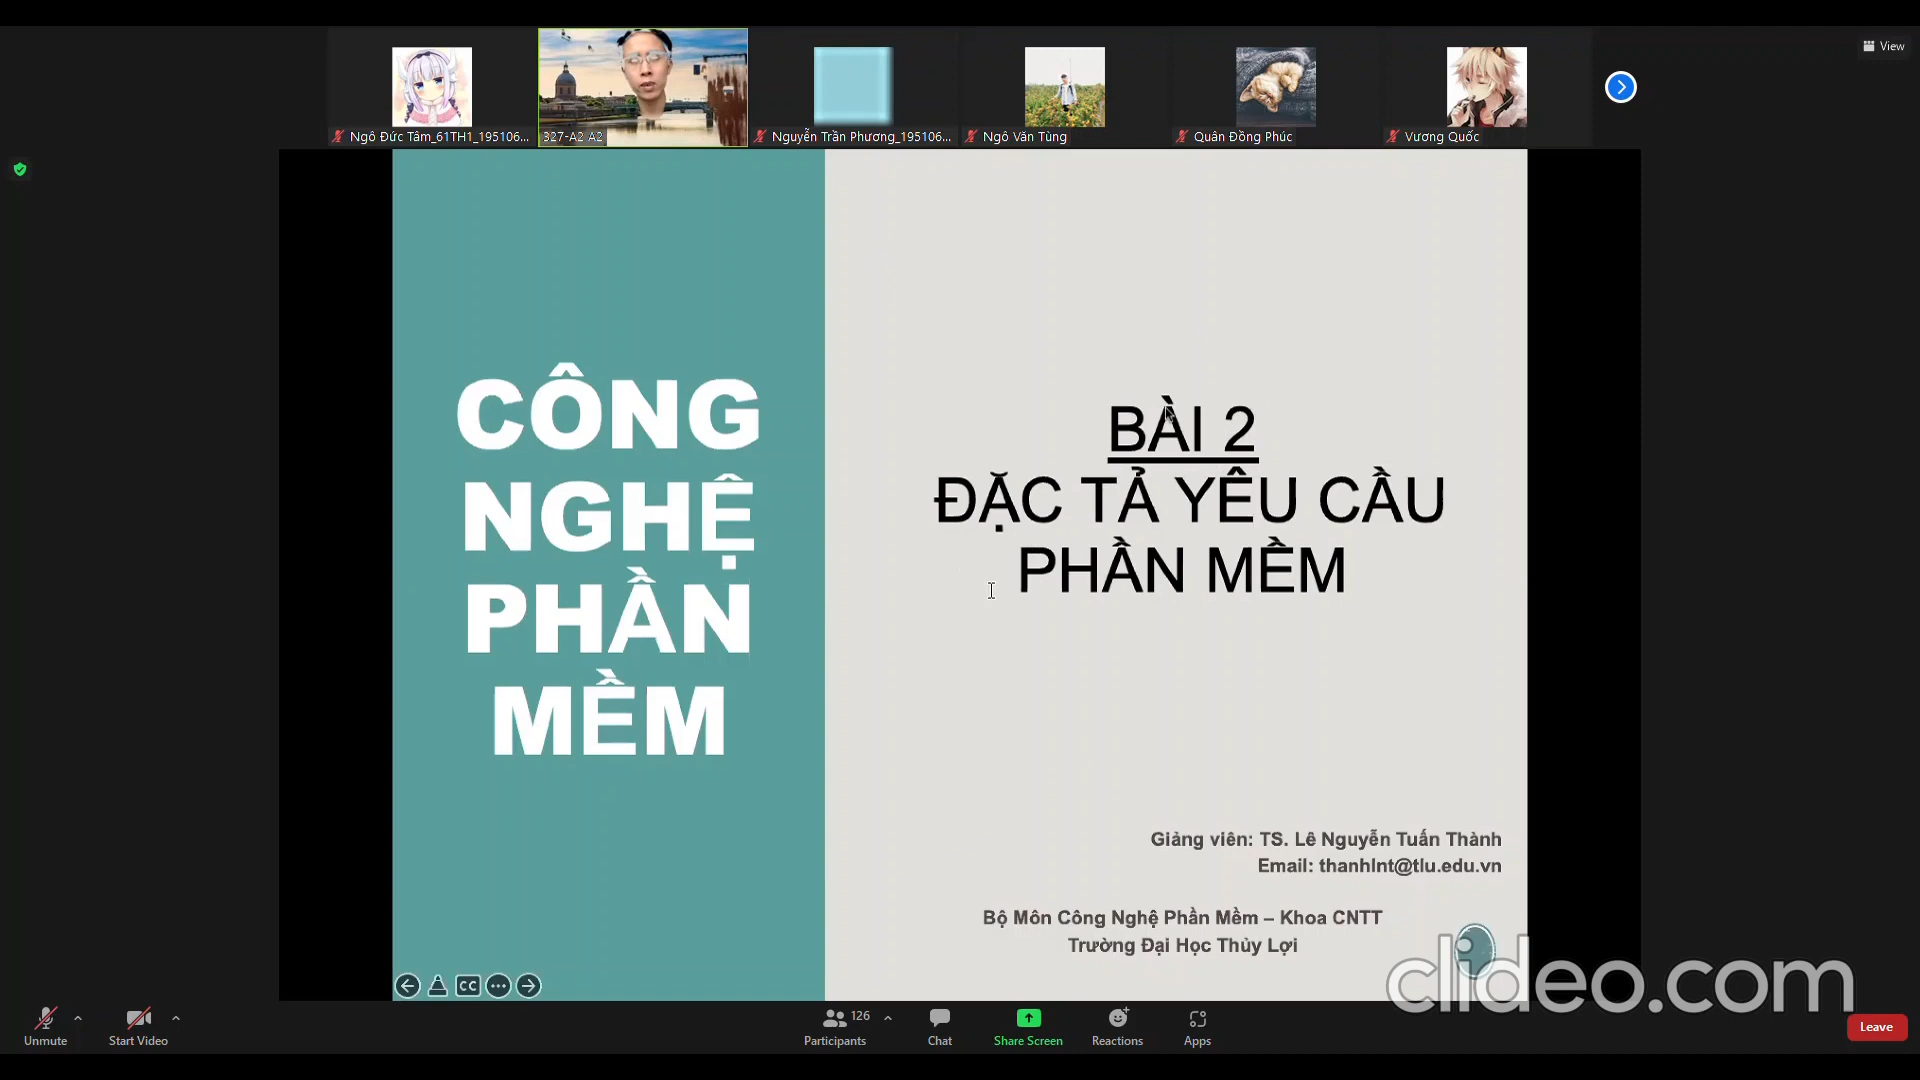 View
Ngô Đức Tâm_61TH1_195106...
327-A2 A2
Nguyễn Trần Phương_195106...
Ngô Văn Tùng
Quân Đồng Phúc
Vương Quốc
CÔNG
NGHỆ
PHẦN
MỀM
BÀI 2
ĐẶC TẢ YÊU CẦU
PHẦN MỀM
Giảng viên: TS. Lê Nguyễn Tuấn Thành
Email: thanhlnt@tlu.edu.vn
Bộ Môn Công Nghệ Phần Mềm – Khoa CNTT
Trường Đại Học Thủy Lợi
CC
clideo.com
Unmute
Start Video
126
Participants
Chat
Share Screen
Reactions
Apps
Leave